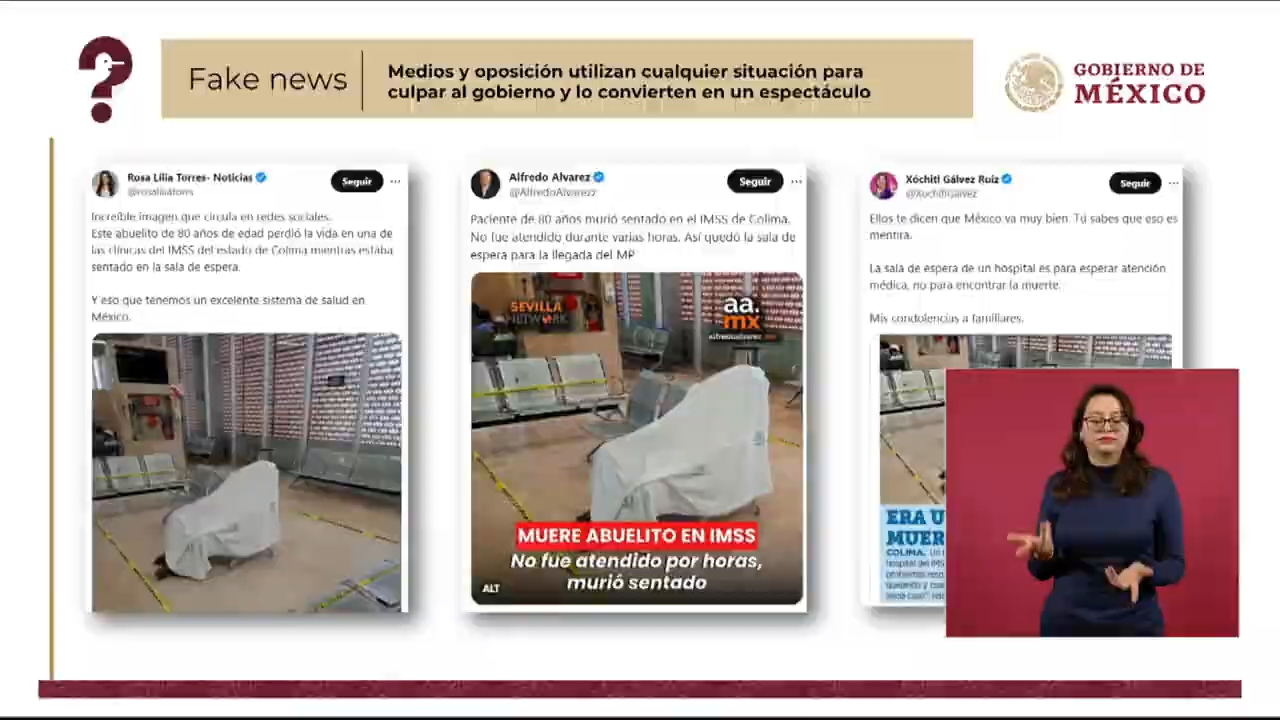 Fake news
Medios y oposición utilizan cualquier situación para
culpar al gobierno y lo convierten en un espectáculo
GOBIERNO DE
MÉXICO
Rosa Lilia Torres- Noticias
@rosaliliatorres
Seguir
Increíble imagen que circula en redes sociales.
Este abuelito de 80 años de edad perdió la vida en una de
las clínicas del IMSS del estado de Colima mientras estaba
sentado en la sala de espera.
Y eso que tenemos un excelente sistema de salud en
México.
Alfredo Alvarez
@AlfredoAlvarezz
Seguir
Paciente de 80 años murió sentado en el IMSS de Colima.
No fue atendido durante varias horas. Así quedó la sala de
espera para la llegada del MP
SEVILLA
NETWORK
aa.
mx
MUERE ABUELITO EN IMSS
No fue atendido por horas,
murió sentado
ALT
Xóchitl Gálvez Ruiz
@XochitlGalvez
Seguir
Ellos te dicen que México va muy bien. Tú sabes que eso es
mentira.
La sala de espera de un hospital es para esperar atención
médica, no para encontrar la muerte.
Mis condolencias a familiares.
ERA U
MUER
COLIMA.
hospital del IMS